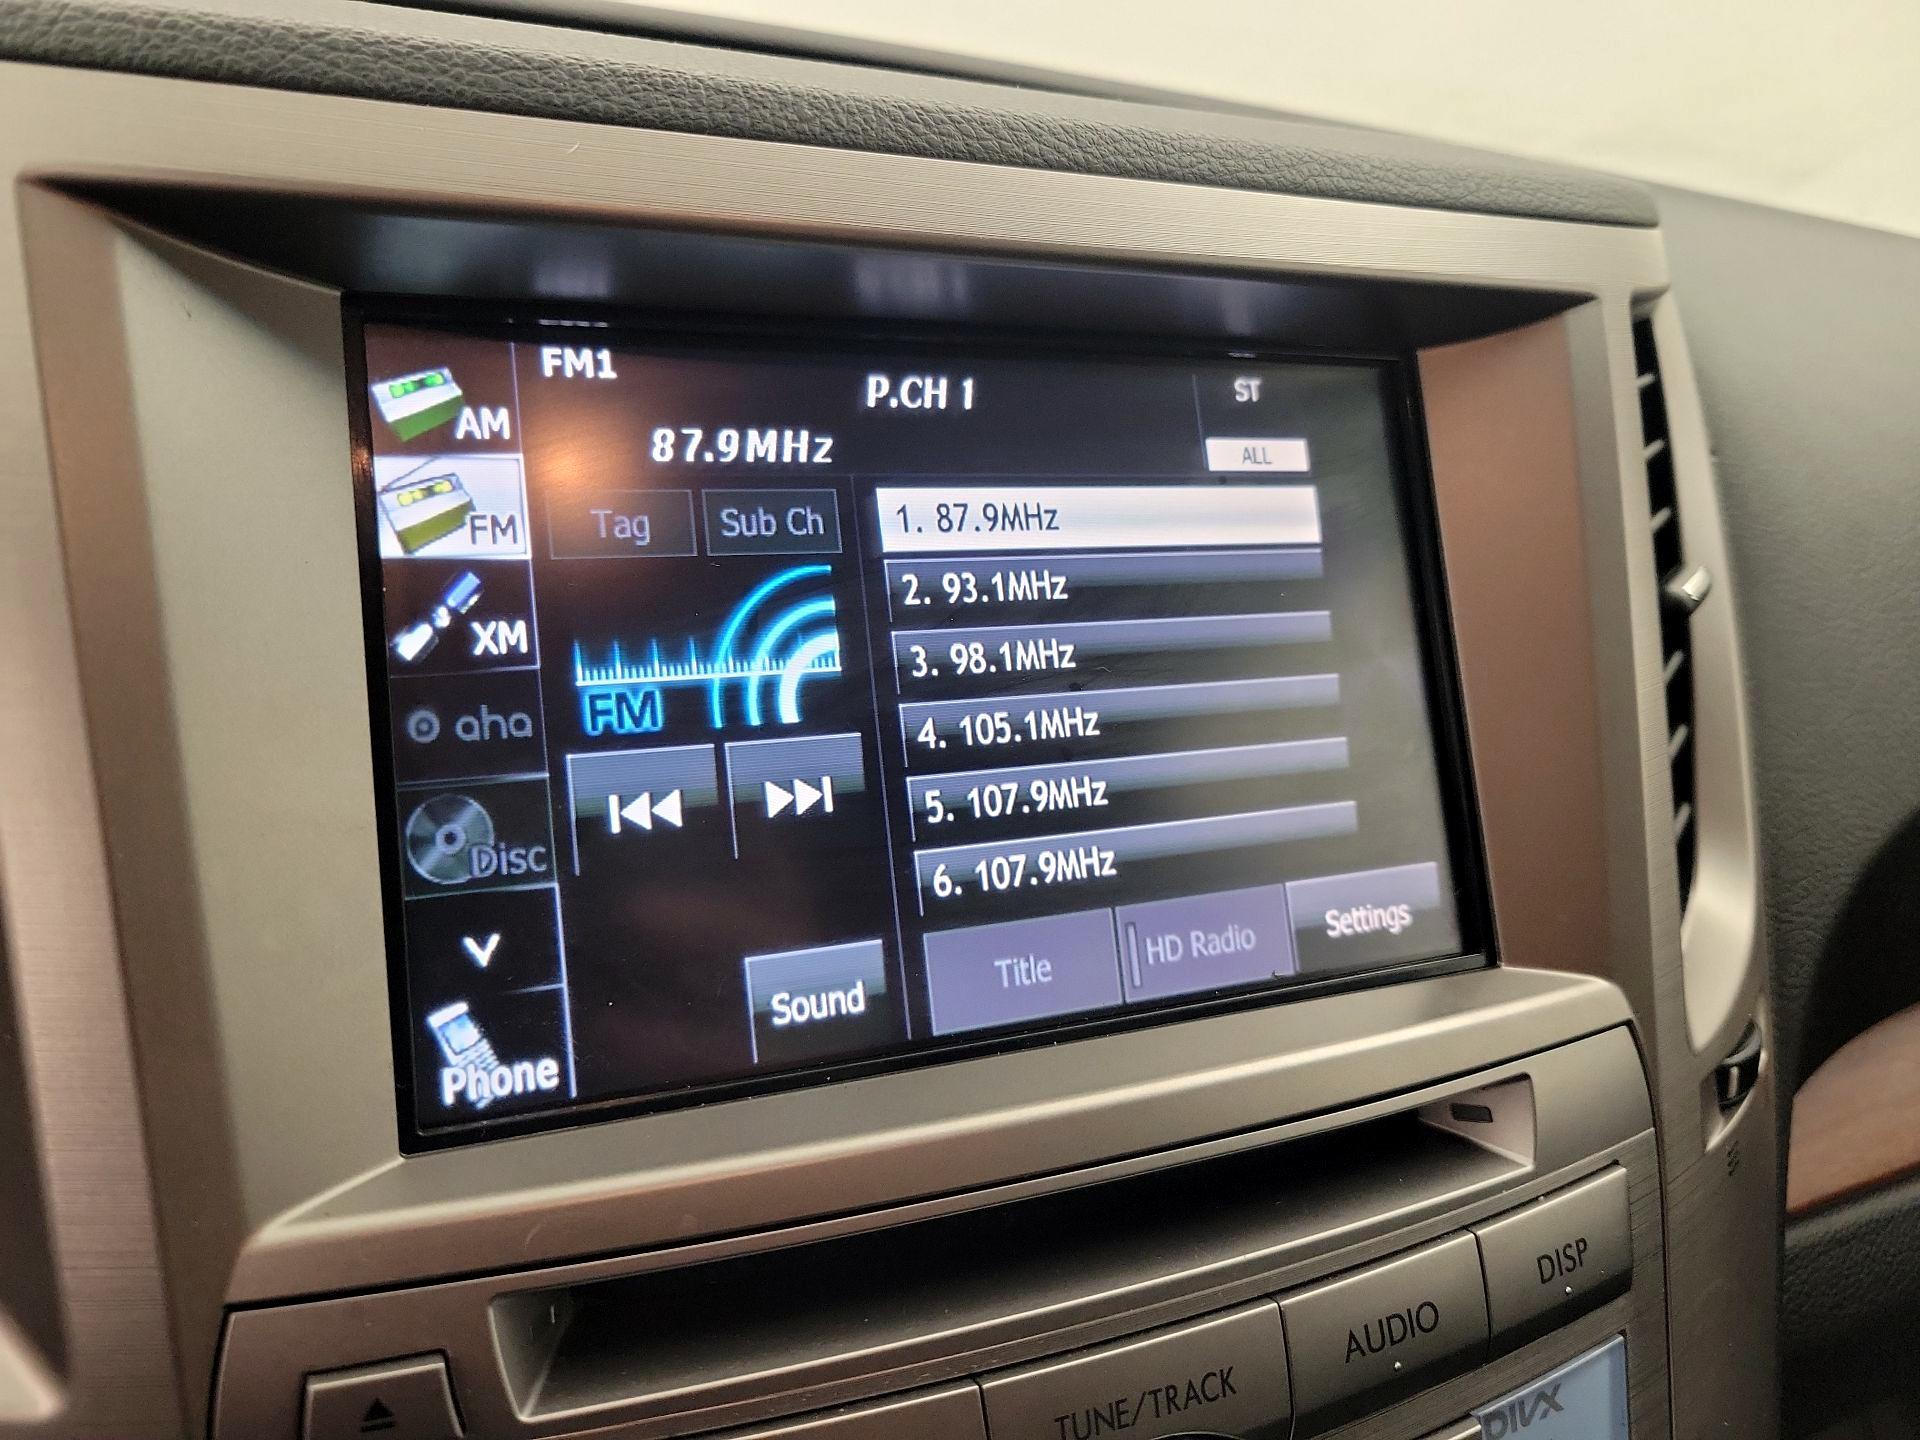 FM1
P.CH 1
ST
87.9MHz
ALL
AM
FM
XM
aha
Disc
Phone
Tag
Sub Ch
FM
Sound
1. 87.9MHz
2. 93.1MHz
3. 98.1MHz
4. 105.1MHz
5. 107.9MHz
6. 107.9MHz
Title
HD Radio
Settings
TUNE/TRACK
AUDIO
DISP
DIVX